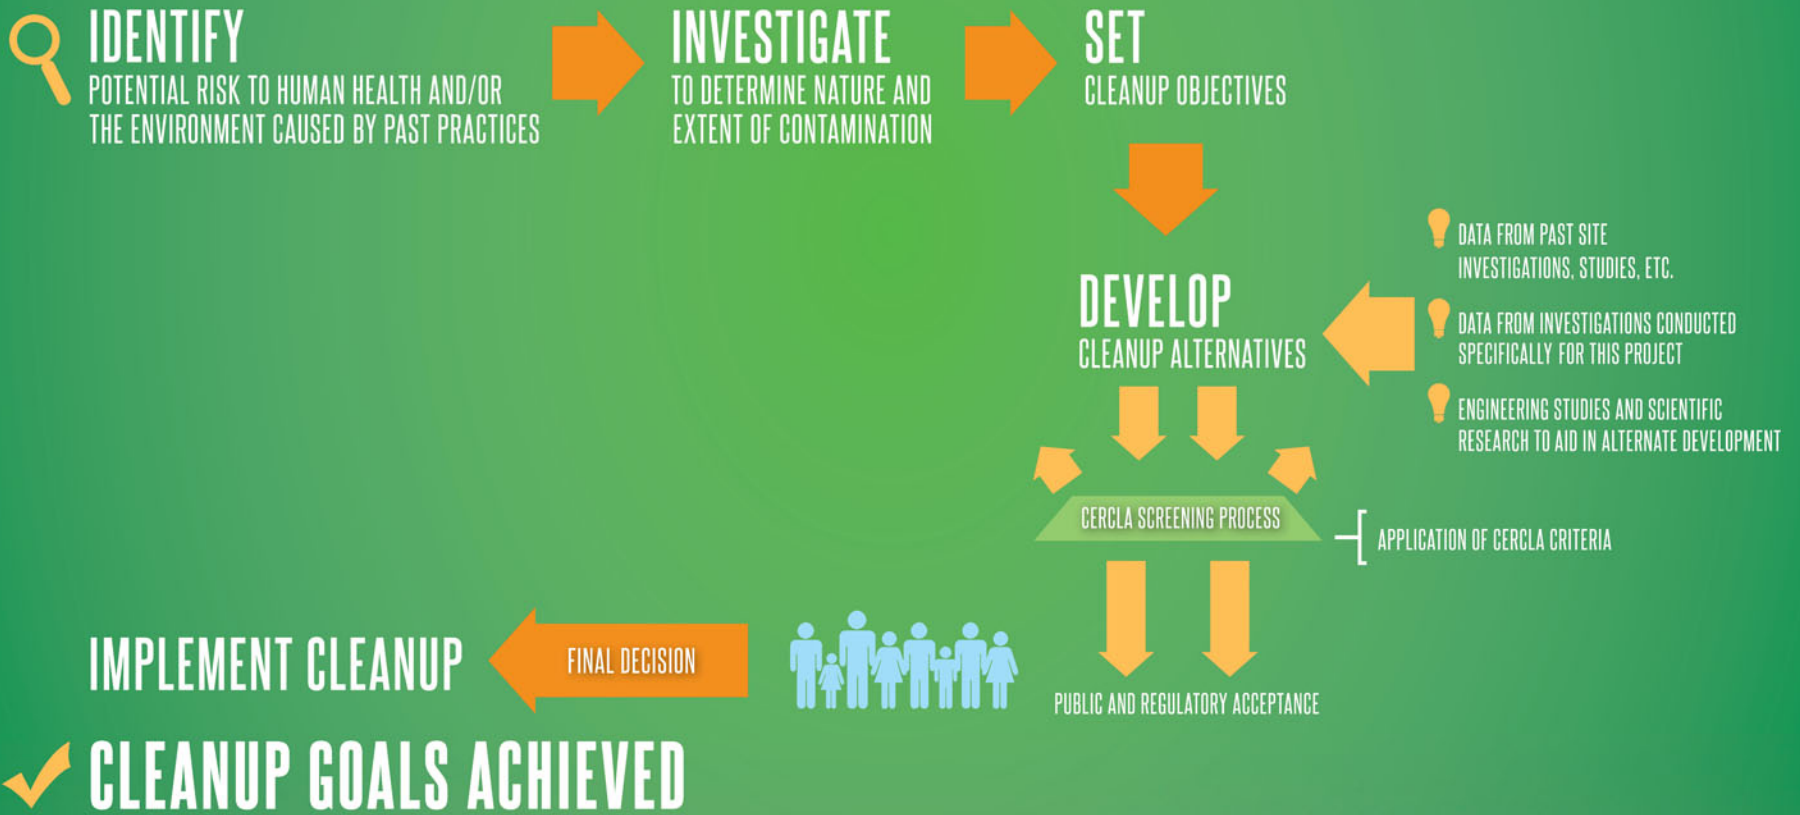 IDENTIFY
POTENTIAL RISK TO HUMAN HEALTH AND/OR
THE ENVIRONMENT CAUSED BY PAST PRACTICES
INVESTIGATE
TO DETERMINE NATURE AND
EXTENT OF CONTAMINATION
SET
CLEANUP OBJECTIVES
DEVELOP
CLEANUP ALTERNATIVES
DATA FROM PAST SITE
INVESTIGATIONS, STUDIES, ETC.
DATA FROM INVESTIGATIONS CONDUCTED
SPECIFICALLY FOR THIS PROJECT
ENGINEERING STUDIES AND SCIENTIFIC
RESEARCH TO AID IN ALTERNATE DEVELOPMENT
CERCLA SCREENING PROCESS
APPLICATION OF CERCLA CRITERIA
PUBLIC AND REGULATORY ACCEPTANCE
FINAL DECISION
IMPLEMENT CLEANUP
CLEANUP GOALS ACHIEVED